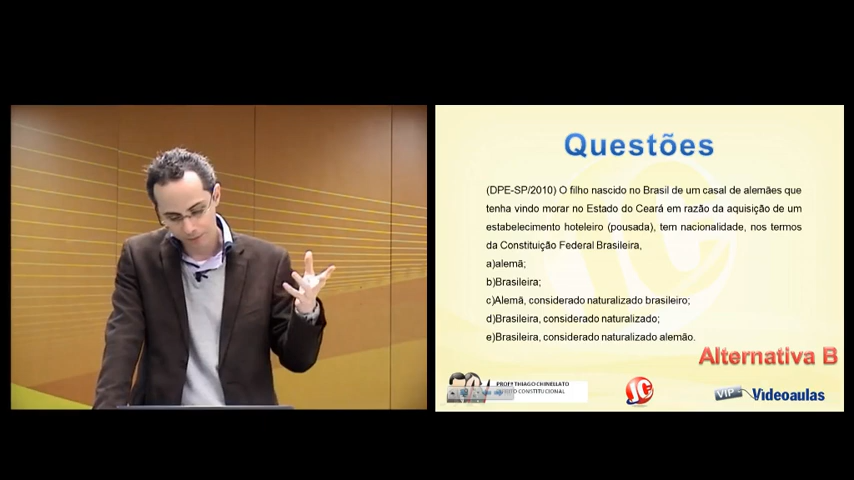 Questões
(DPE-SP/2010) O filho nascido no Brasil de um casal de alemães que
tenha vindo morar no Estado do Ceará em razão da aquisição de um
estabelecimento hoteleiro (pousada), tem nacionalidade, nos termos
da Constituição Federal Brasileira,
a)alemã;
b)Brasileira;
c)Alemã, considerado naturalizado brasileiro;
d)Brasileira, considerado naturalizado;
e)Brasileira, considerado naturalizado alemão.
Alternativa B
THIAGO CHINELLATO
CONSTITUCIONAL
JC
VIP Videoaulas